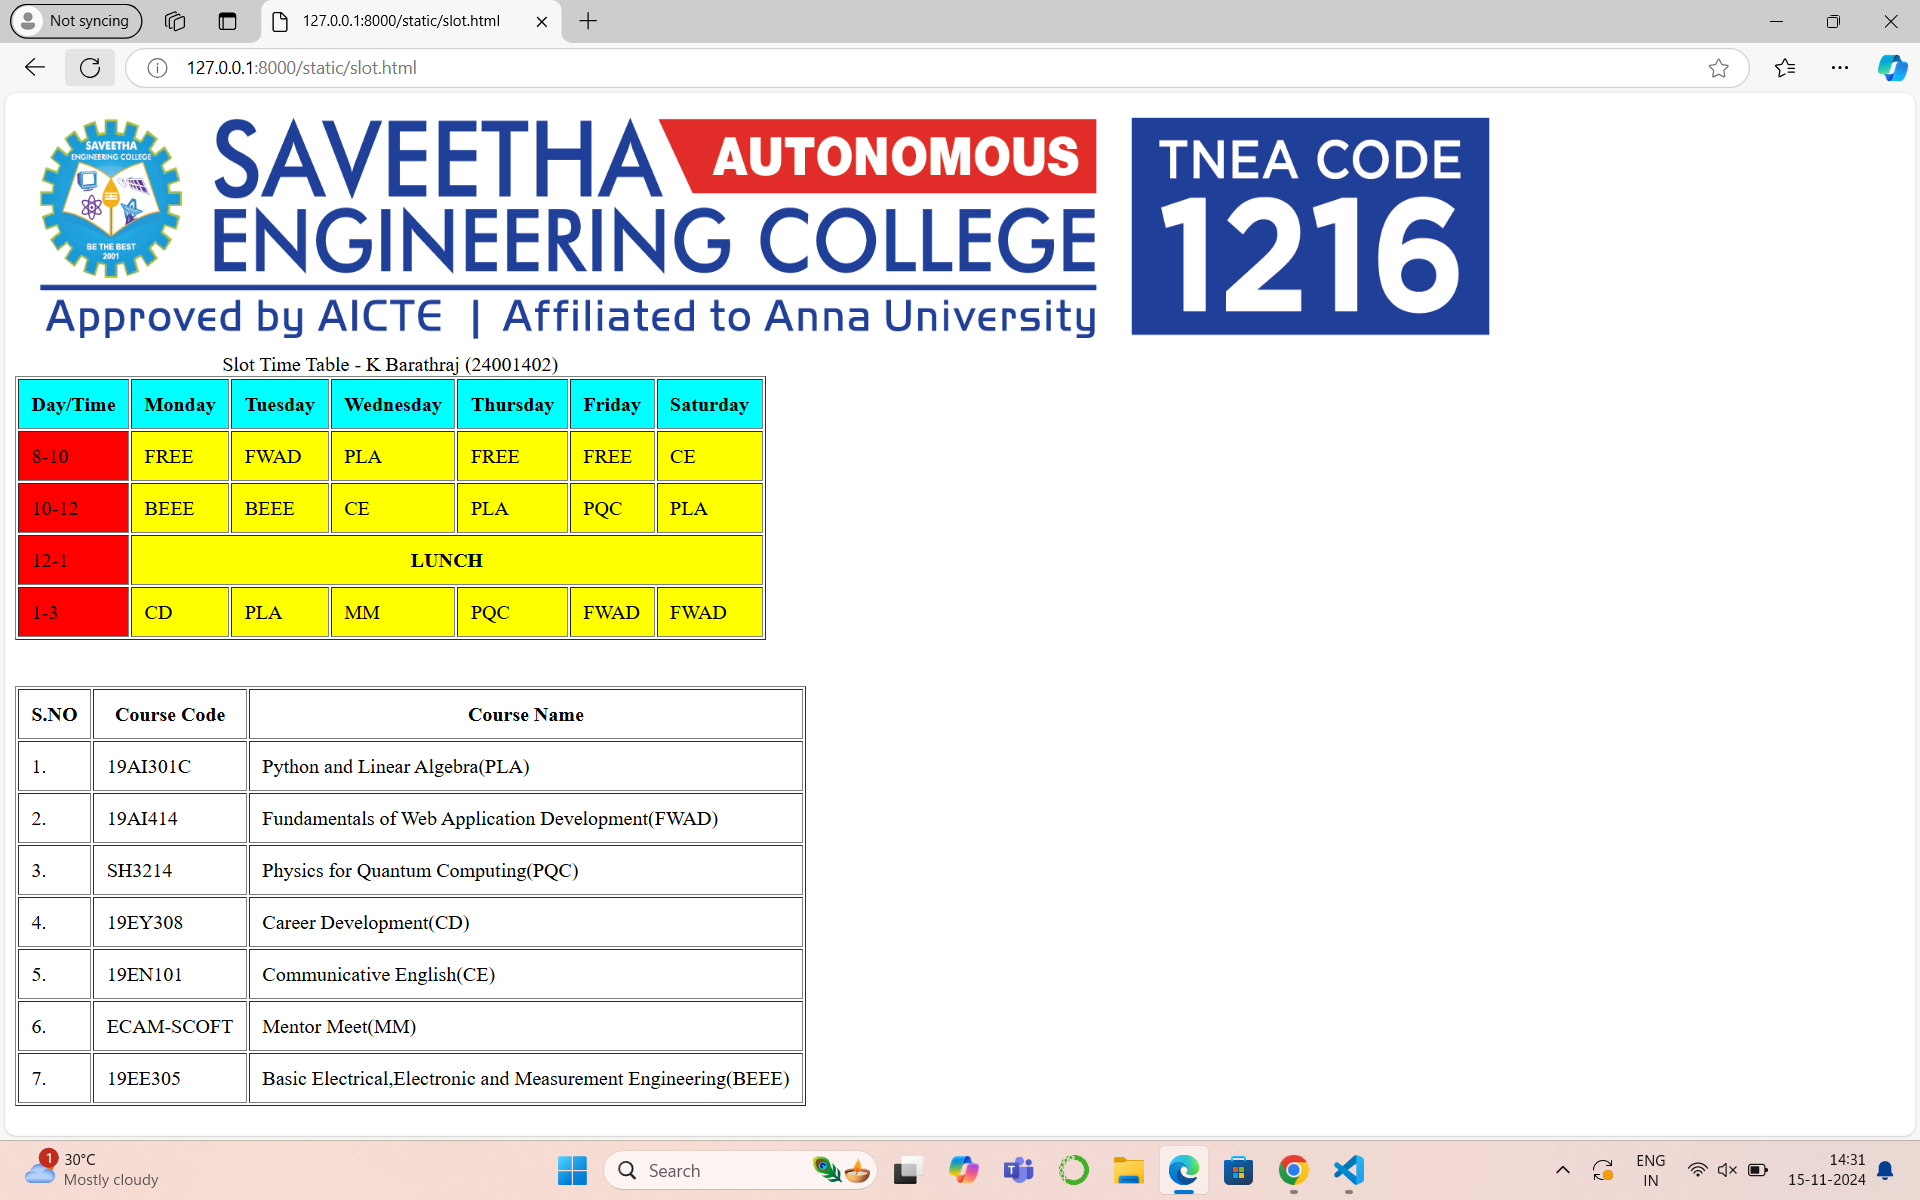 Not syncing
127.0.0.1:8000/static/slot.html
127.0.0.1:8000/static/slot.html
SAVEETHA
ENGINEERING COLLEGE
BE THE BEST
2001
SAVEETHA AUTONOMOUS
ENGINEERING COLLEGE
Approved by AICTE | Affiliated to Anna University
TNEA CODE
1216
Slot Time Table - K Barathraj (24001402)
Day/Time Monday Tuesday Wednesday Thursday Friday Saturday
8-10 FREE FWAD PLA FREE FREE CE
10-12 BEEE BEEE CE PLA PQC PLA
12-1 LUNCH
1-3 CD PLA MM PQC FWAD FWAD
S.NO Course Code Course Name
1. 19AI301C Python and Linear Algebra(PLA)
2. 19AI414 Fundamentals of Web Application Development(FWAD)
3. SH3214 Physics for Quantum Computing(PQC)
4. 19EY308 Career Development(CD)
5. 19EN101 Communicative English(CE)
6. ECAM-SCOFT Mentor Meet(MM)
7. 19EE305 Basic Electrical,Electronic and Measurement Engineering(BEEE)
1
30°C
Mostly cloudy
Search
ENG
IN
14:31
15-11-2024